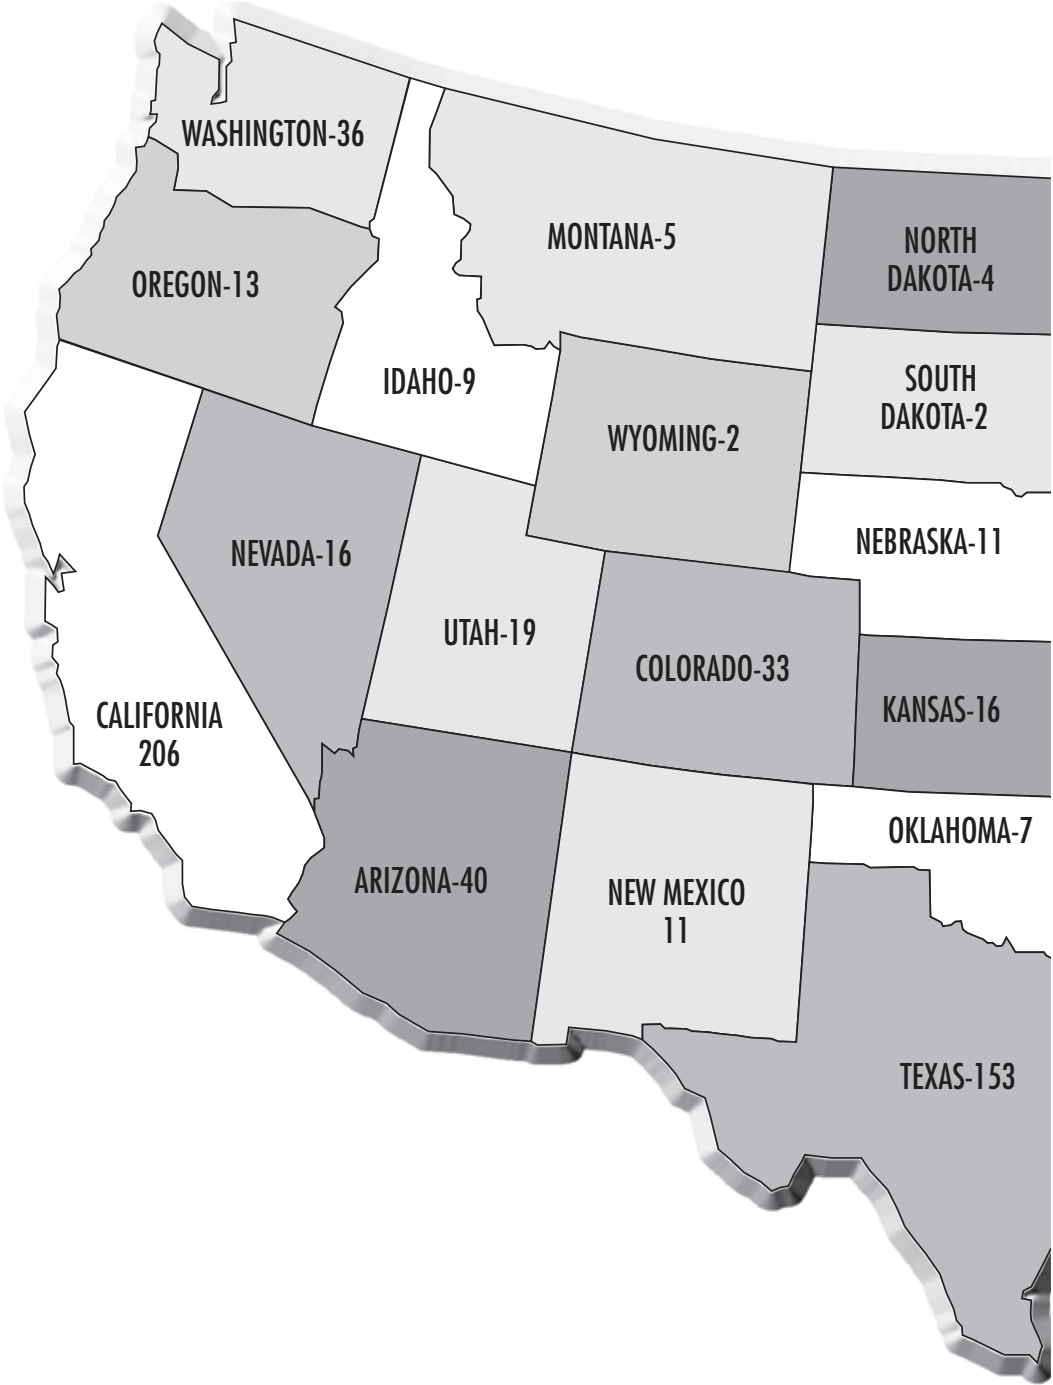 WASHINGTON-36
MONTANA-5
NORTH
DAKOTA-4
OREGON-13
IDAHO-9
SOUTH
DAKOTA-2
WYOMING-2
NEBRASKA-11
NEVADA-16
UTAH-19
COLORADO-33
KANSAS-16
CALIFORNIA
206
OKLAHOMA-7
ARIZONA-40
NEW MEXICO
11
TEXAS-153